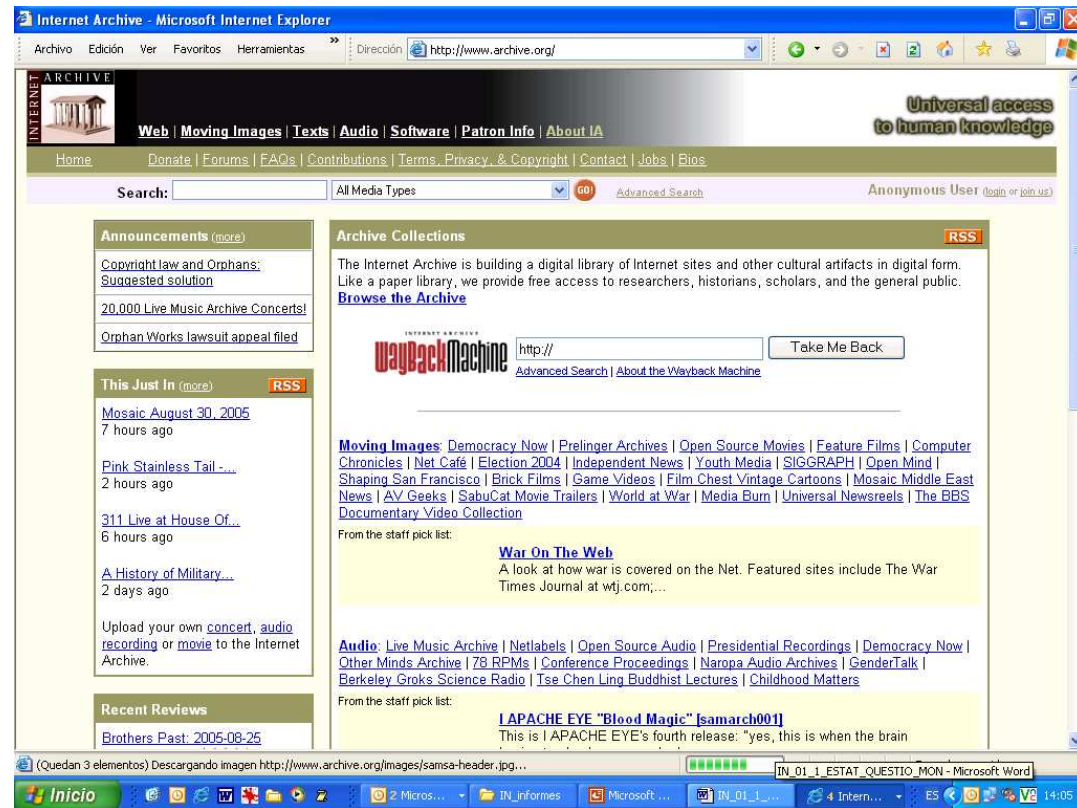 Internet Archive - Microsoft Internet Explorer
Archivo Edición Ver Favoritos Herramientas » Dirección http://www.archive.org/
INTERNET ARCHIVE
Universal access
to human knowledge
Web | Moving Images | Texts | Audio | Software | Patron Info | About IA
Home Donate | Forums | FAQs | Contributions | Terms, Privacy, & Copyright | Contact | Jobs | Bios
Search: All Media Types GO! Advanced Search Anonymous User (login or join us)
Announcements (more)
Copyright law and Orphans:
Suggested solution
20,000 Live Music Archive Concerts!
Orphan Works lawsuit appeal filed
This Just In (more) RSS
Mosaic August 30, 2005
7 hours ago
Pink Stainless Tail -...
2 hours ago
311 Live at House Of...
6 hours ago
A History of Military...
2 days ago
Upload your own concert, audio
recording or movie to the Internet
Archive.
Recent Reviews
Brothers Past: 2005-08-25
Archive Collections RSS
The Internet Archive is building a digital library of Internet sites and other cultural artifacts in digital form.
Like a paper library, we provide free access to researchers, historians, scholars, and the general public.
Browse the Archive
INTERNET ARCHIVE
WayBackMachine http:// Take Me Back
Advanced Search | About the Wayback Machine
Moving Images: Democracy Now | Prelinger Archives | Open Source Movies | Feature Films | Computer
Chronicles | Net Café | Election 2004 | Independent News | Youth Media | SIGGRAPH | Open Mind |
Shaping San Francisco | Brick Films | Game Videos | Film Chest Vintage Cartoons | Mosaic Middle East
News | AV Geeks | SabuCat Movie Trailers | World at War | Media Burn | Universal Newsreels | The BBS
Documentary Video Collection
From the staff pick list:
War On The Web
A look at how war is covered on the Net. Featured sites include The War
Times Journal at wtj.com;...
Audio: Live Music Archive | Netlabels | Open Source Audio | Presidential Recordings | Democracy Now |
Other Minds Archive | 78 RPMs | Conference Proceedings | Naropa Audio Archives | GenderTalk |
Berkeley Groks Science Radio | Tse Chen Ling Buddhist Lectures | Childhood Matters
From the staff pick list:
I APACHE EYE "Blood Magic" [samarch001]
This is I APACHE EYE's fourth release: "yes, this is when the brain
(Quedan 3 elementos) Descargando imagen http://www.archive.org/images/samsa-header.jpg...
IN_01_1_ESTAT_QUESTIO_MON - Microsoft Word
Inicio 2 Micros... IN_informes Microsoft ... IN_01_1_... 4 Intern... ES 14:05